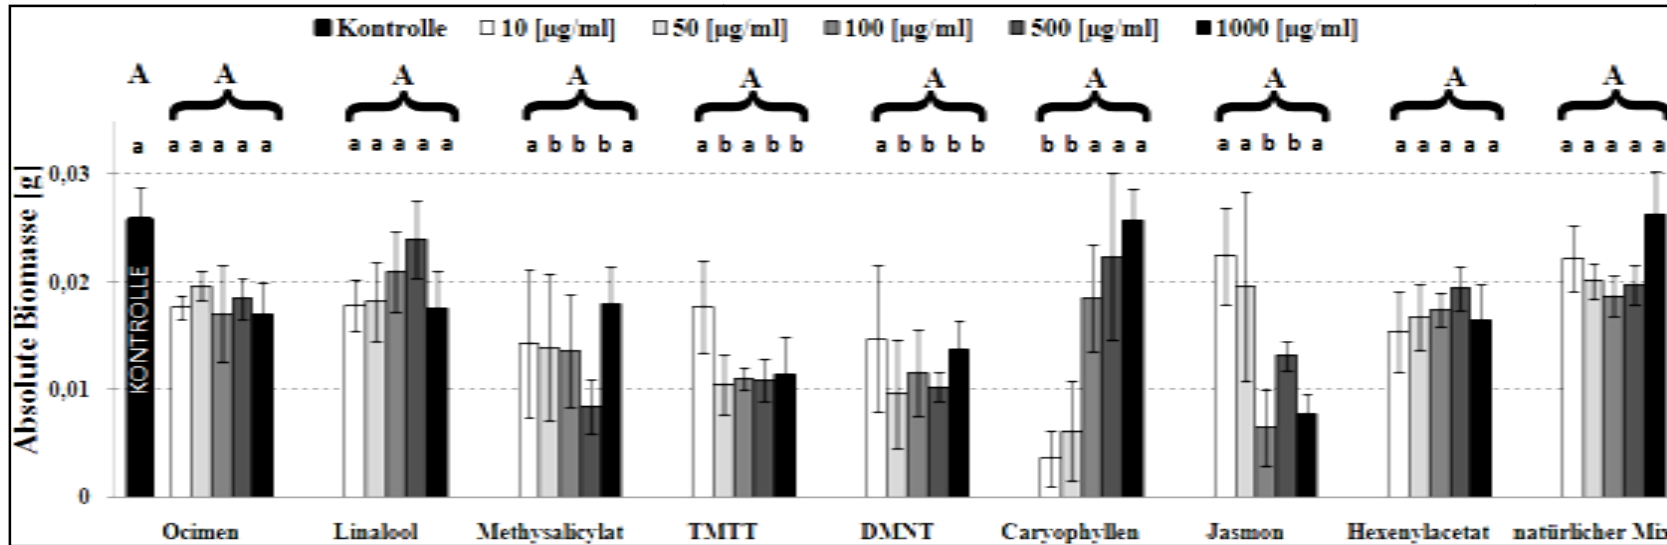 Kontrolle 10 [µg/ml] 50 [µg/ml] 100 [µg/ml] 500 [µg/ml] 1000 [µg/ml]
A A A A A A A A A A
a a a a a a a a a a a a b b b a a b a b b a b b b b b b a a a a a b b a a a a a a a a a a a
Absolute Biomasse [g]
0,03
0,02
0,01
0
KONTROLLE
Ocimen Linalool Methysalicylat TMTT DMNT Caryophyllen Jasmon Hexenylacetat natürlicher Mix